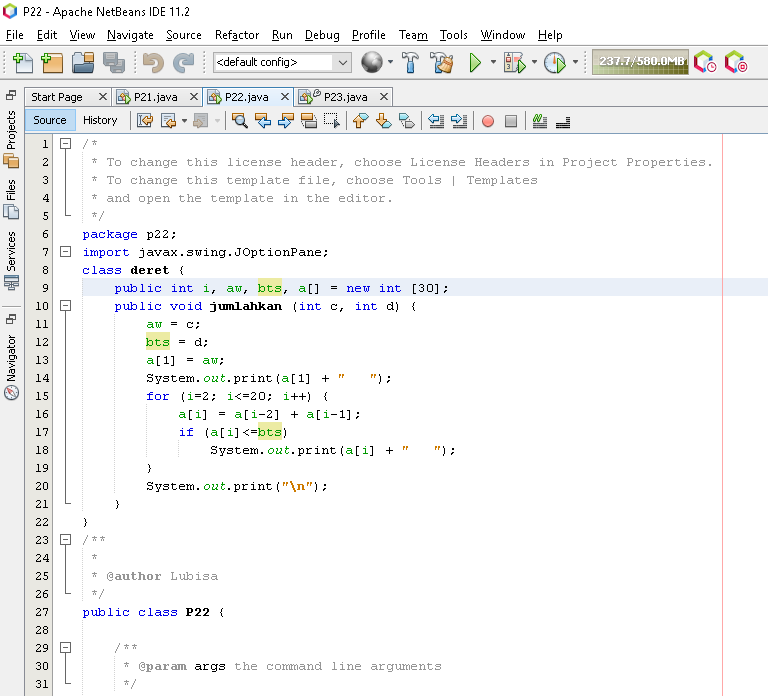 P22 - Apache NetBeans IDE 11.2
File Edit View Navigate Source Refactor Run Debug Profile Team Tools Window Help
<default config> 237.7/580.0MB
Start Page P21.java P22.java P23.java
Source History
Projects
Files
Services
Navigator
1 /*
2 * To change this license header, choose License Headers in Project Properties.
3 * To change this template file, choose Tools | Templates
4 * and open the template in the editor.
5 */
6 package p22;
7 import javax.swing.JOptionPane;
8 class deret {
9 public int i, aw, bts, a[] = new int [30];
10 public void jumlahkan (int c, int d) {
11 aw = c;
12 bts = d;
13 a[1] = aw;
14 System.out.print(a[1] + "   ");
15 for (i=2; i<=20; i++) {
16 a[i] = a[i-2] + a[i-1];
17 if (a[i]<=bts)
18 System.out.print(a[i] + "   ");
19 }
20 System.out.print("\n");
21 }
22 }
23 /**
24 *
25 * @author Lubisa
26 */
27 public class P22 {
28
29 /**
30 * @param args the command line arguments
31 */